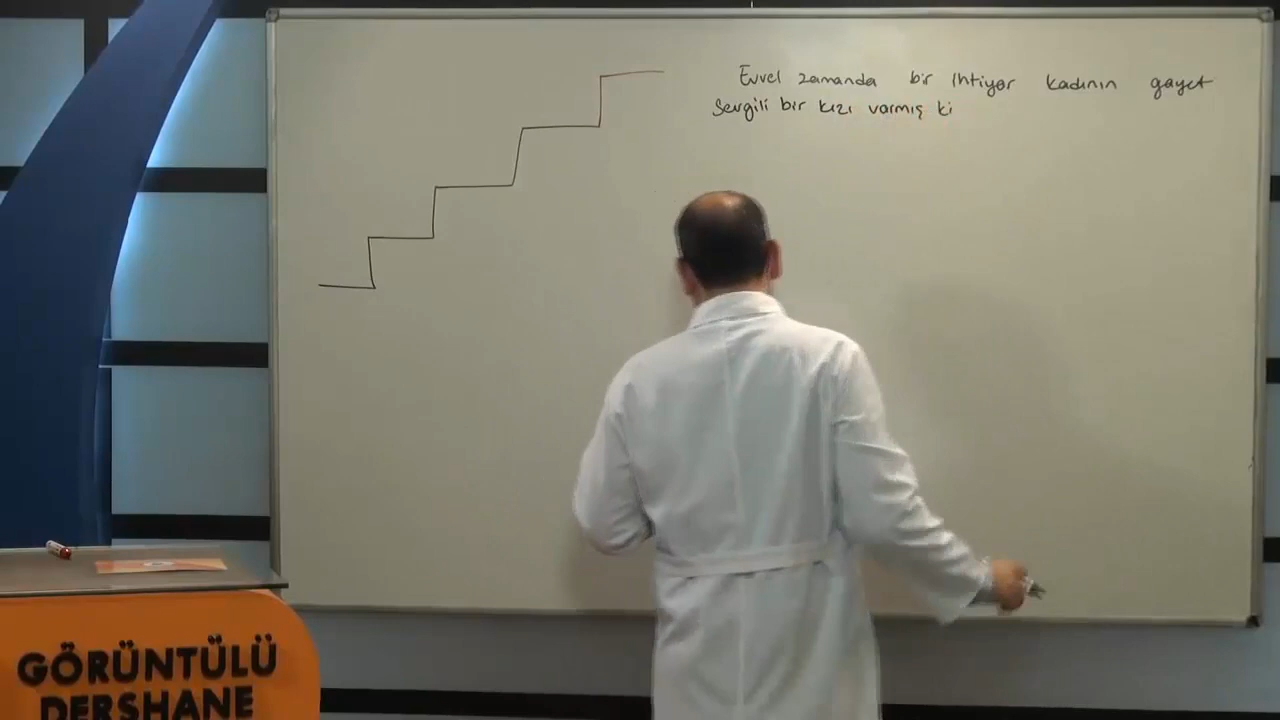 Evvel zamanda bir ihtiyar kadının gayet
Sevgili bir kızı varmış ki
GÖRÜNTÜLÜ
DERSHANE